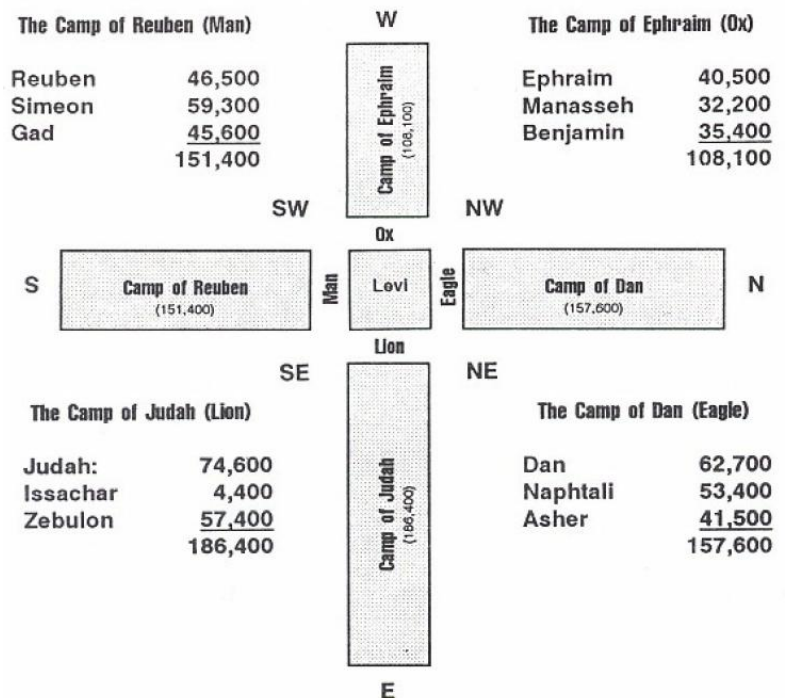 The Camp of Reuben (Man)
Reuben 46,500
Simeon 59,300
Gad 45,600
151,400
W
Camp of Ephraim
(108,100)
The Camp of Ephraim (Ox)
Ephraim 40,500
Manasseh 32,200
Benjamin 35,400
108,100
SW
NW
Ox
S
Camp of Reuben
(151,400)
Man
Levi
Eagle
Camp of Dan
(157,600)
N
Lion
SE
NE
The Camp of Judah (Lion)
Judah: 74,600
Issachar 4,400
Zebulon 57,400
186,400
Camp of Judah
(186,400)
The Camp of Dan (Eagle)
Dan 62,700
Naphtali 53,400
Asher 41,500
157,600
E